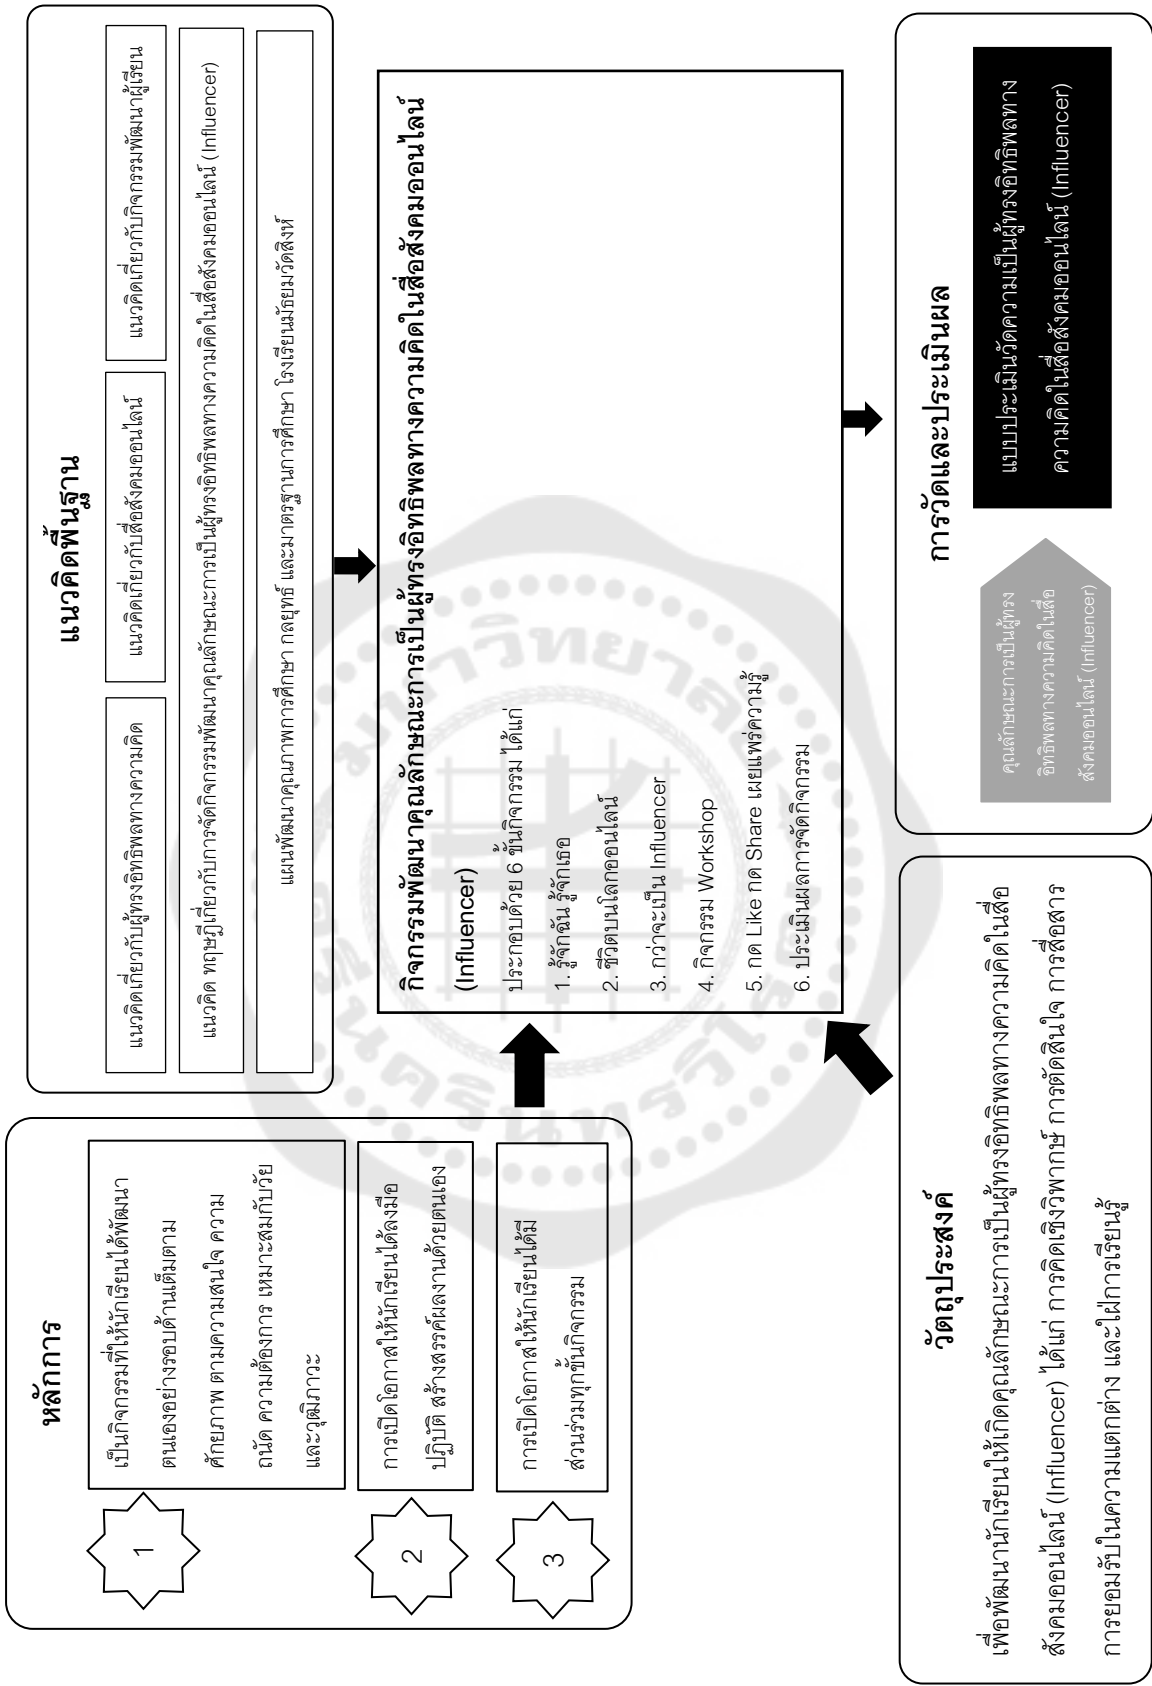 หลักการ
1
เป็นกิจกรรมที่ให้นักเรียนได้พัฒนา
ตนเองอย่างรอบด้านเต็มตาม
ศักยภาพ ตามความสนใจ ความ
ถนัด ความต้องการ เหมาะสมกับวัย
และวุฒิภาวะ
2
การเปิดโอกาสให้นักเรียนได้ลงมือ
ปฏิบัติ สร้างสรรค์ผลงานด้วยตนเอง
3
การเปิดโอกาสให้นักเรียนได้มี
ส่วนร่วมทุกขั้นกิจกรรม
แนวคิดพื้นฐาน
แนวคิดเกี่ยวกับผู้ทรงอิทธิพลทางความคิด
แนวคิดเกี่ยวกับสื่อสังคมออนไลน์
แนวคิดเกี่ยวกับกิจกรรมพัฒนาผู้เรียน
แนวคิด ทฤษฎีเกี่ยวกับการจัดกิจกรรมพัฒนาคุณลักษณะการเป็นผู้ทรงอิทธิพลทางความคิดในสื่อสังคมออนไลน์ (Influencer)
แผนพัฒนาคุณภาพการศึกษา กลยุทธ์ และมาตรฐานการศึกษา โรงเรียนมัธยมวัดสิงห์
กิจกรรมพัฒนาคุณลักษณะการเป็นผู้ทรงอิทธิพลทางความคิดในสื่อสังคมออนไลน์
(Influencer)
ประกอบด้วย 6 ขั้นกิจกรรม ได้แก่
1. รู้จักฉัน รู้จักเธอ
2. ชีวิตบนโลกออนไลน์
3. กว่าจะเป็น Influencer
4. กิจกรรม Workshop
5. กด Like กด Share เผยแพร่ความรู้
6. ประเมินผลการจัดกิจกรรม
วัตถุประสงค์
เพื่อพัฒนานักเรียนให้เกิดคุณลักษณะการเป็นผู้ทรงอิทธิพลทางความคิดในสื่อ
สังคมออนไลน์ (Influencer) ได้แก่ การคิดเชิงวิพากษ์ การตัดสินใจ การสื่อสาร
การยอมรับในความแตกต่าง และใฝ่การเรียนรู้
การวัดและประเมินผล
คุณลักษณะการเป็นผู้ทรง
อิทธิพลทางความคิดในสื่อ
สังคมออนไลน์ (Influencer)
แบบประเมินวัดความเป็นผู้ทรงอิทธิพลทาง
ความคิดในสื่อสังคมออนไลน์ (Influencer)
มหาวิทยาลัย
ศรีนครินทรวิโรฒ